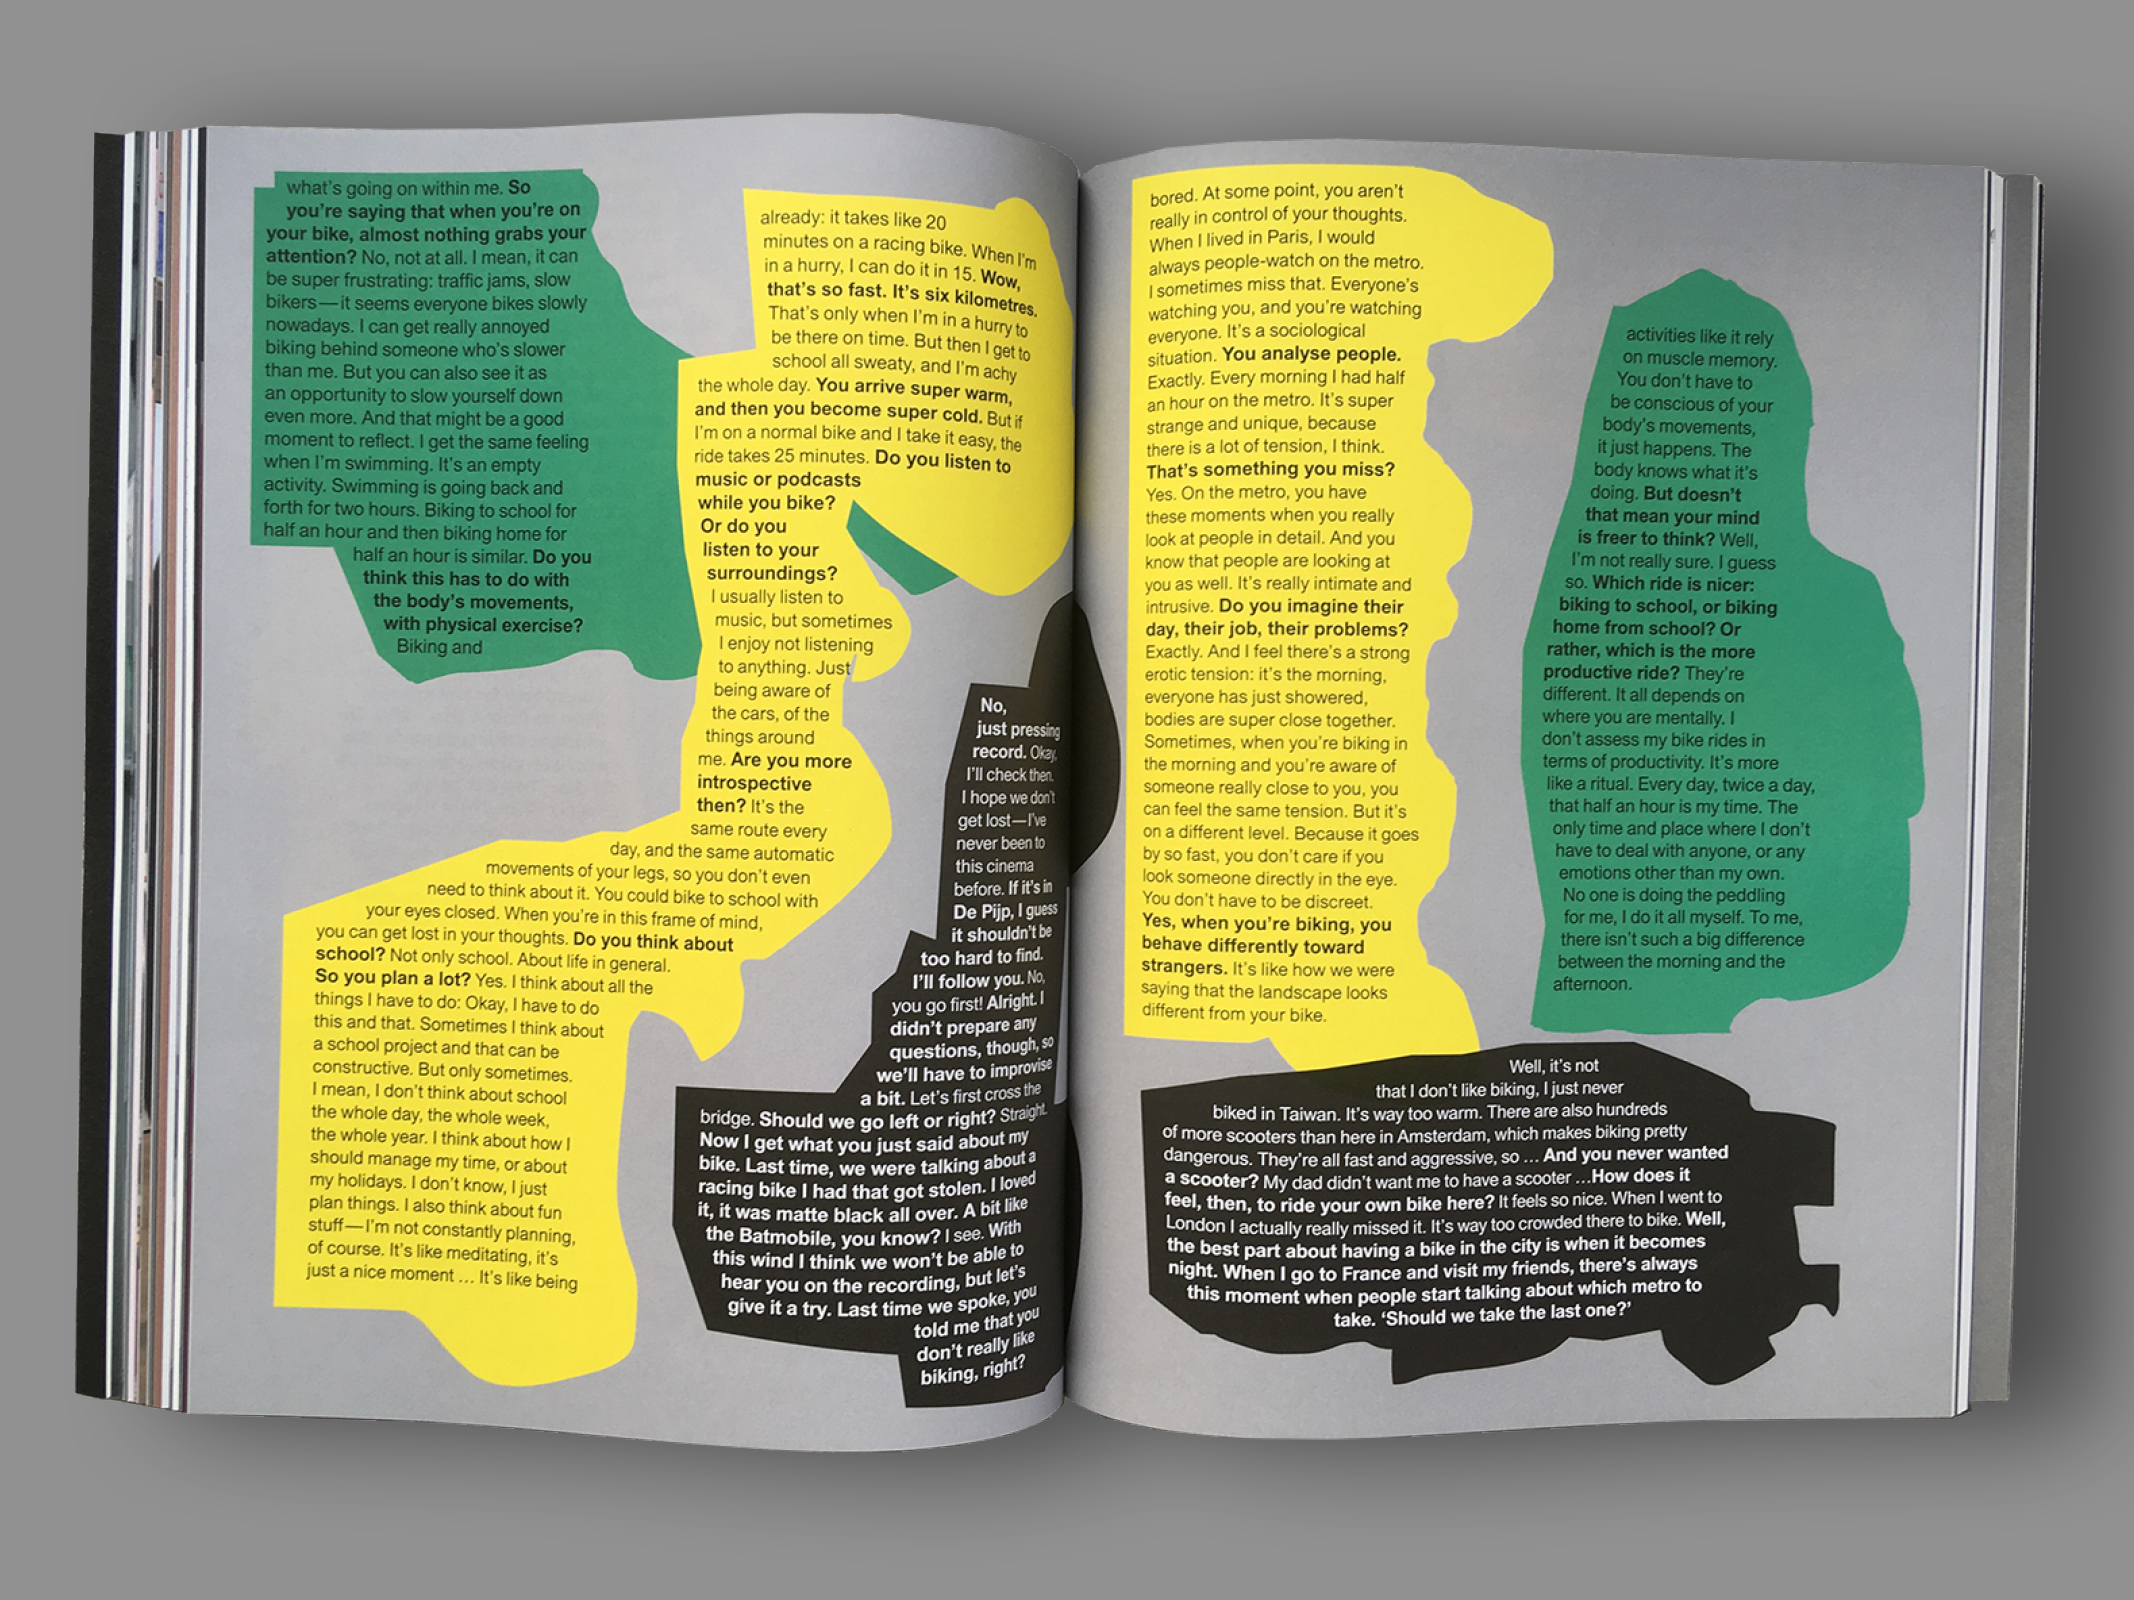 what's going on within me. So
you're saying that when you're on
your bike, almost nothing grabs your
attention? No, not at all. I mean, it can
be super frustrating: traffic jams, slow
bikers—it seems everyone bikes slowly
nowadays. I can get really annoyed
biking behind someone who's slower
than me. But you can also see it as
an opportunity to slow yourself down
even more. And that might be a good
moment to reflect. I get the same feeling
when I'm swimming. It's an empty
activity. Swimming is going back and
forth for two hours. Biking to school for
half an hour and then biking home for
half an hour is similar. Do you
think this has to do with
the body's movements,
with physical exercise?
Biking and
already: it takes like 20
minutes on a racing bike. When I'm
in a hurry, I can do it in 15. Wow,
that's so fast. It's six kilometres.
That's only when I'm in a hurry to
be there on time. But then I get to
school all sweaty, and I'm achy
the whole day. You arrive super warm,
and then you become super cold. But if
I'm on a normal bike and I take it easy, the
ride takes 25 minutes. Do you listen to
music or podcasts
while you bike?
Or do you
listen to your
surroundings?
I usually listen to
music, but sometimes
I enjoy not listening
to anything. Just
being aware of
the cars, of the
things around
me. Are you more
introspective
then? It's the
same route every
day, and the same automatic
movements of your legs, so you don't even
need to think about it. You could bike to school with
your eyes closed. When you're in this frame of mind,
you can get lost in your thoughts. Do you think about
school? Not only school. About life in general.
So you plan a lot? Yes. I think about all the
things I have to do: Okay, I have to do
this and that. Sometimes I think about
a school project and that can be
constructive. But only sometimes.
I mean, I don't think about school
the whole day, the whole week,
the whole year. I think about how I
should manage my time, or about
my holidays. I don't know, I just
plan things. I also think about fun
stuff—I'm not constantly planning,
of course. It's like meditating, it's
just a nice moment ... It's like being
No,
just pressing
record. Okay,
I'll check then.
I hope we don't
get lost—I've
never been to
this cinema
before. If it's in
De Pijp, I guess
it shouldn't be
too hard to find.
I'll follow you. No,
you go first! Alright. I
didn't prepare any
questions, though, so
we'll have to improvise
a bit. Let's first cross the
bridge. Should we go left or right? Straight.
Now I get what you just said about my
bike. Last time, we were talking about a
racing bike I had that got stolen. I loved
it, it was matte black all over. A bit like
the Batmobile, you know? I see. With
this wind I think we won't be able to
hear you on the recording, but let's
give it a try. Last time we spoke, you
told me that you
don't really like
biking, right?
bored. At some point, you aren't
really in control of your thoughts.
When I lived in Paris, I would
always people-watch on the metro.
I sometimes miss that. Everyone's
watching you, and you're watching
everyone. It's a sociological
situation. You analyse people.
Exactly. Every morning I had half
an hour on the metro. It's super
strange and unique, because
there is a lot of tension, I think.
That's something you miss?
Yes. On the metro, you have
these moments when you really
look at people in detail. And you
know that people are looking at
you as well. It's really intimate and
intrusive. Do you imagine their
day, their job, their problems?
Exactly. And I feel there's a strong
erotic tension: it's the morning,
everyone has just showered,
bodies are super close together.
Sometimes, when you're biking in
the morning and you're aware of
someone really close to you, you
can feel the same tension. But it's
on a different level. Because it goes
by so fast, you don't care if you
look someone directly in the eye.
You don't have to be discreet.
Yes, when you're biking, you
behave differently toward
strangers. It's like how we were
saying that the landscape looks
different from your bike.
activities like it rely
on muscle memory.
You don't have to
be conscious of your
body's movements,
it just happens. The
body knows what it's
doing. But doesn't
that mean your mind
is freer to think? Well,
I'm not really sure. I guess
so. Which ride is nicer:
biking to school, or biking
home from school? Or
rather, which is the more
productive ride? They're
different. It all depends on
where you are mentally. I
don't assess my bike rides in
terms of productivity. It's more
like a ritual. Every day, twice a day,
that half an hour is my time. The
only time and place where I don't
have to deal with anyone, or any
emotions other than my own.
No one is doing the peddling
for me, I do it all myself. To me,
there isn't such a big difference
between the morning and the
afternoon.
Well, it's not
that I don't like biking, I just never
biked in Taiwan. It's way too warm. There are also hundreds
of more scooters than here in Amsterdam, which makes biking pretty
dangerous. They're all fast and aggressive, so ... And you never wanted
a scooter? My dad didn't want me to have a scooter ...How does it
feel, then, to ride your own bike here? It feels so nice. When I went to
London I actually really missed it. It's way too crowded there to bike. Well,
the best part about having a bike in the city is when it becomes
night. When I go to France and visit my friends, there's always
this moment when people start talking about which metro to
take. 'Should we take the last one?'